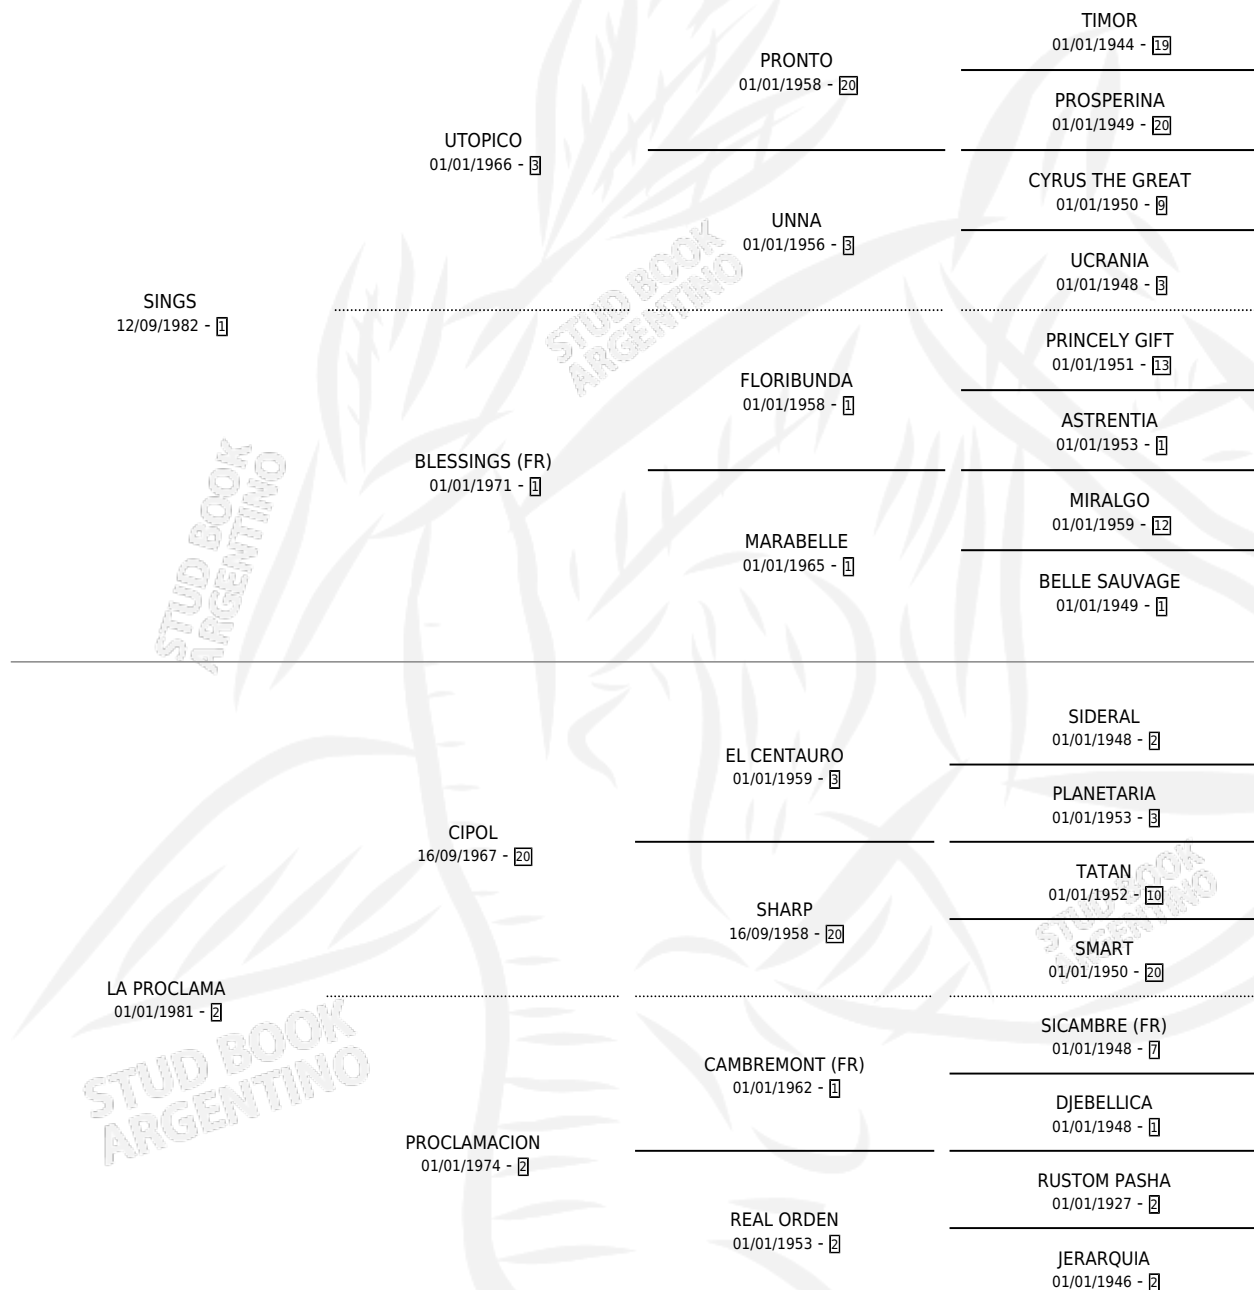 TIMOR
01/01/1944 - 19
PRONTO
01/01/1958 - 20
PROSPERINA
01/01/1949 - 20
UTOPICO
01/01/1966 - 3
CYRUS THE GREAT
01/01/1950 - 9
UNNA
01/01/1956 - 3
UCRANIA
01/01/1948 - 3
SINGS
12/09/1982 - 1
PRINCELY GIFT
01/01/1951 - 13
FLORIBUNDA
01/01/1958 - 1
ASTRENTIA
01/01/1953 - 1
BLESSINGS (FR)
01/01/1971 - 1
MIRALGO
01/01/1959 - 12
MARABELLE
01/01/1965 - 1
BELLE SAUVAGE
01/01/1949 - 1
SIDERAL
01/01/1948 - 2
EL CENTAURO
01/01/1959 - 3
PLANETARIA
01/01/1953 - 3
CIPOL
16/09/1967 - 20
TATAN
01/01/1952 - 10
SHARP
16/09/1958 - 20
SMART
01/01/1950 - 20
LA PROCLAMA
01/01/1981 - 2
SICAMBRE (FR)
01/01/1948 - 7
CAMBREMONT (FR)
01/01/1962 - 1
DJEBELLICA
01/01/1948 - 1
PROCLAMACION
01/01/1974 - 2
RUSTOM PASHA
01/01/1927 - 2
REAL ORDEN
01/01/1953 - 2
JERARQUIA
01/01/1946 - 2
STUD BOOK
ARGENTINO
STUD BOOK
ARGENTINO
STUD BOOK
ARGENTINO
STUD BOOK
ARGENTINO